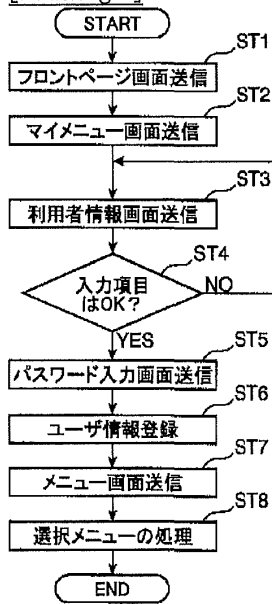 START
ST1
フロントページ画面送信
ST2
マイメニュー画面送信
ST3
利用者情報画面送信
ST4
入力項目
はOK?
NO
YES
ST5
パスワード入力画面送信
ST6
ユーザ情報登録
ST7
メニュー画面送信
ST8
選択メニューの処理
END